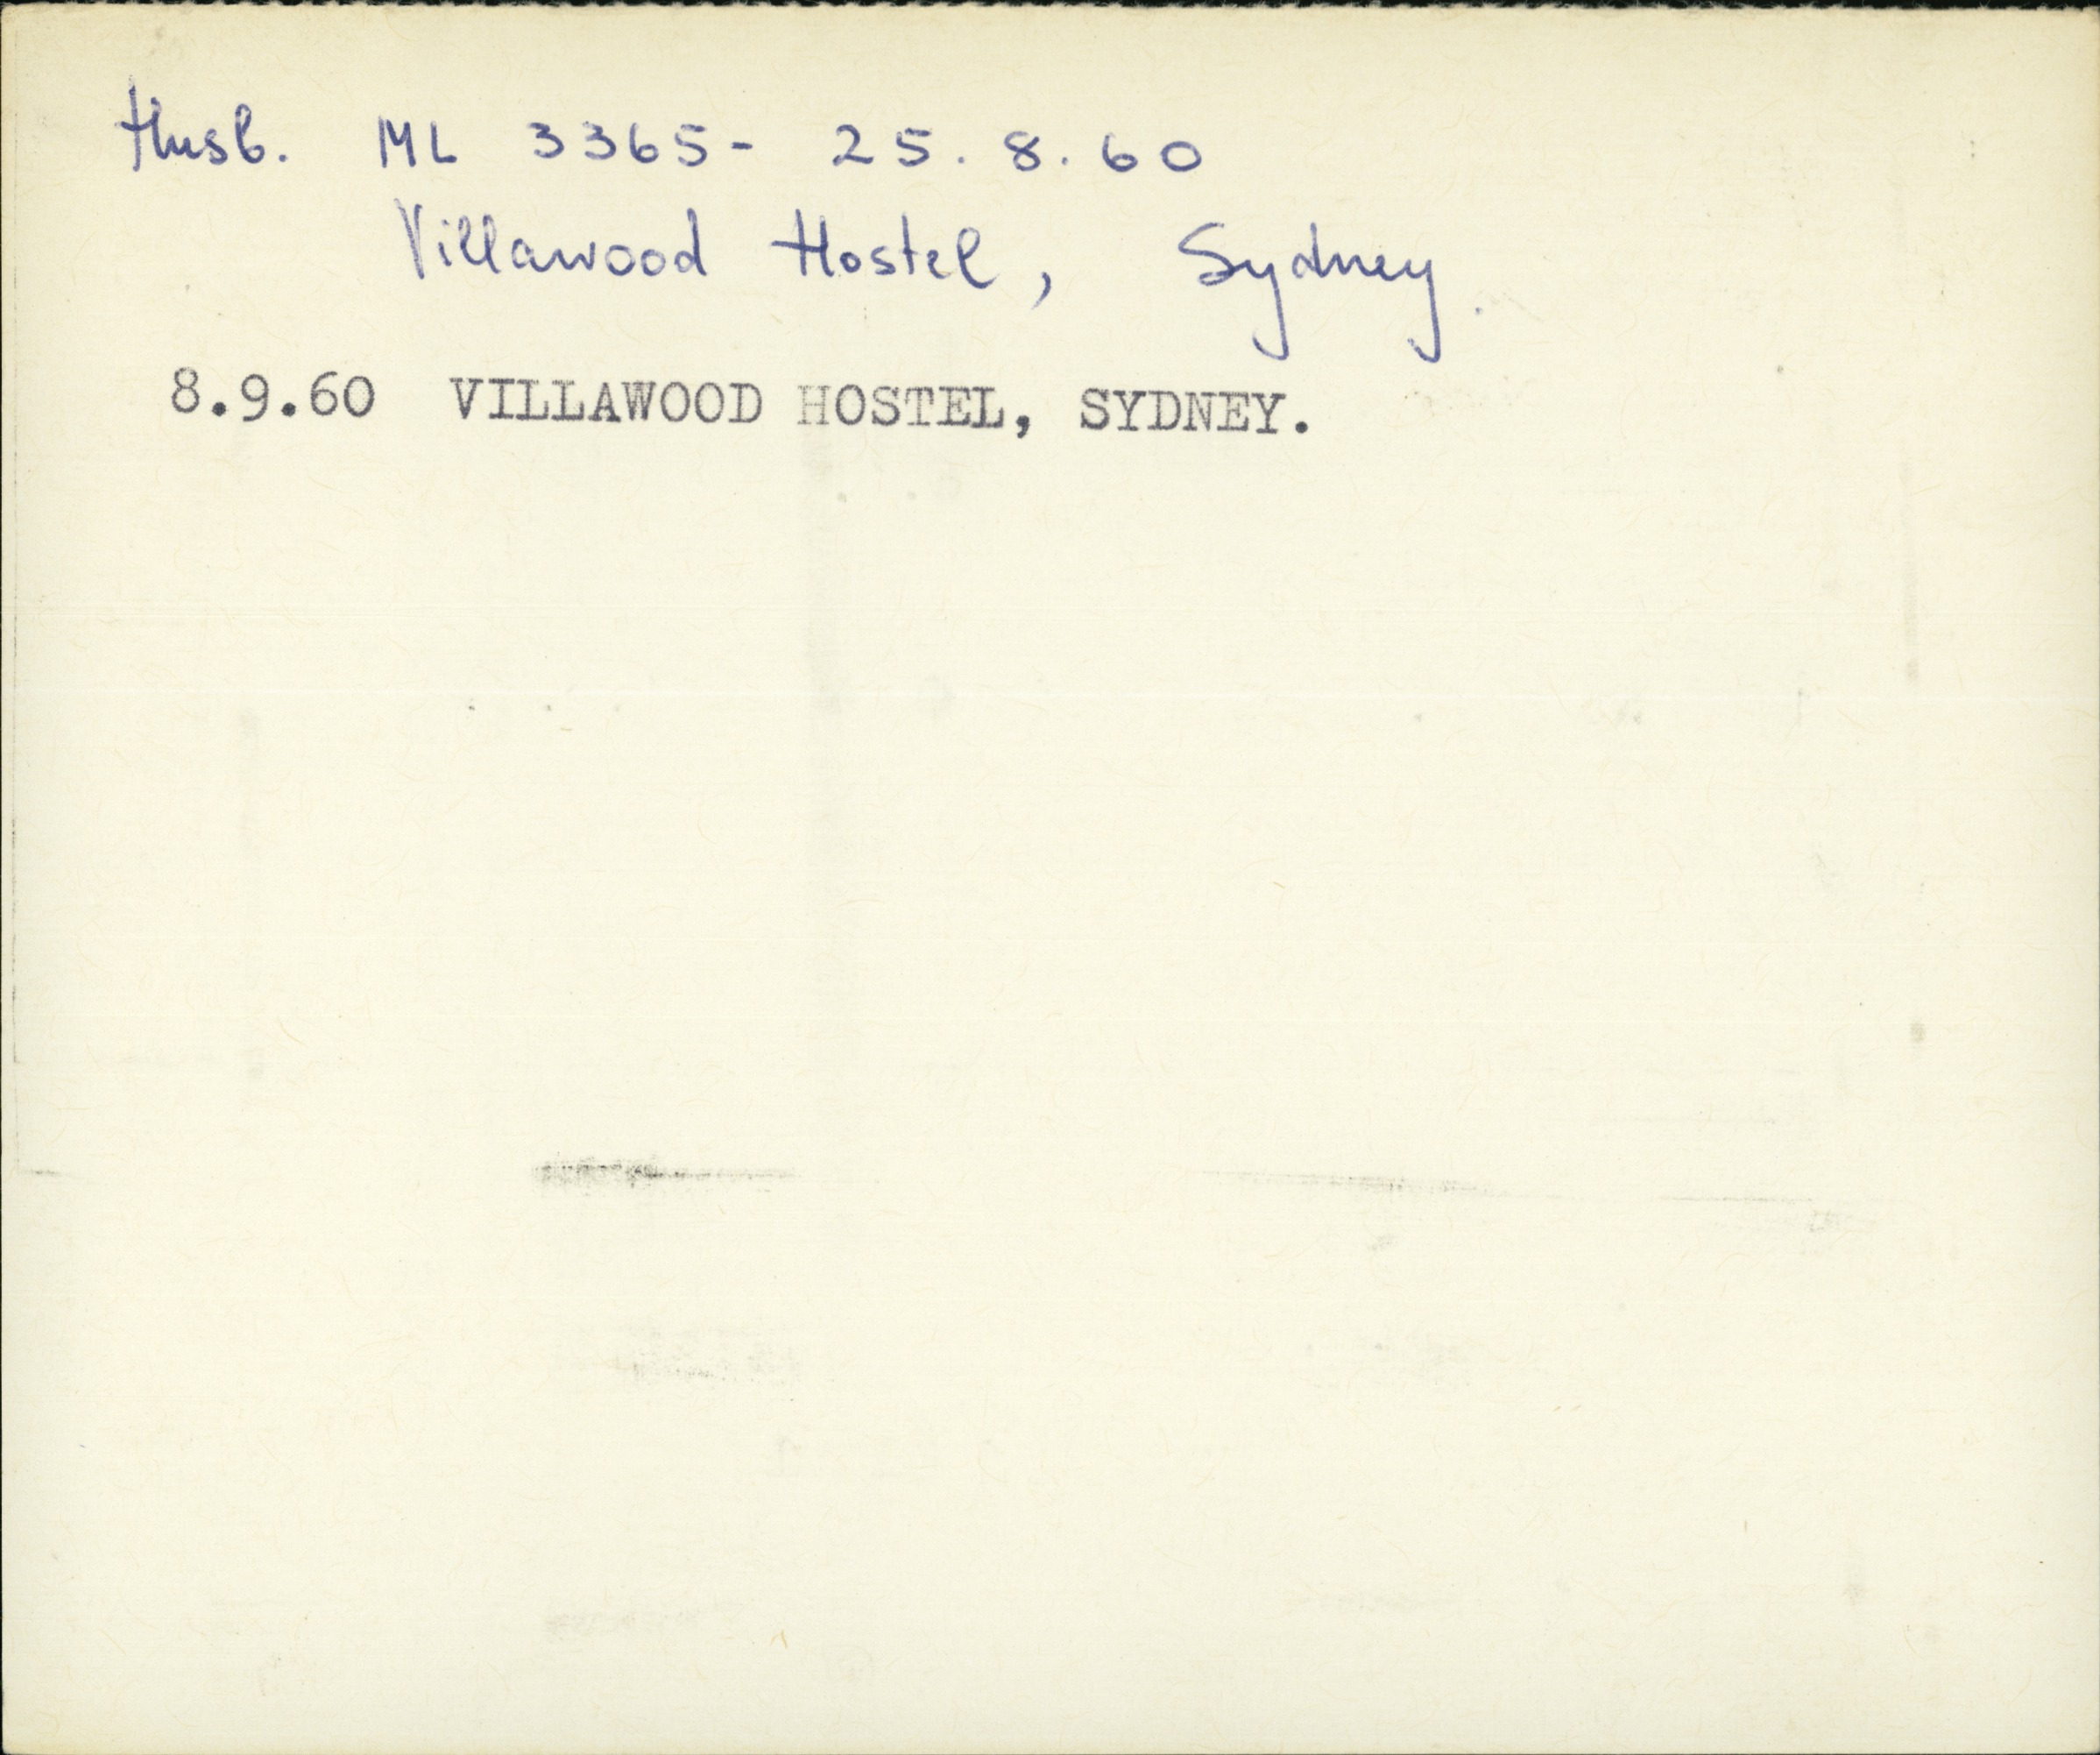 Husb. ML 3365- 25.8.60
Villawood Hostel, Sydney.
8.9.60 VILLAWOOD HOSTEL, SYDNEY.